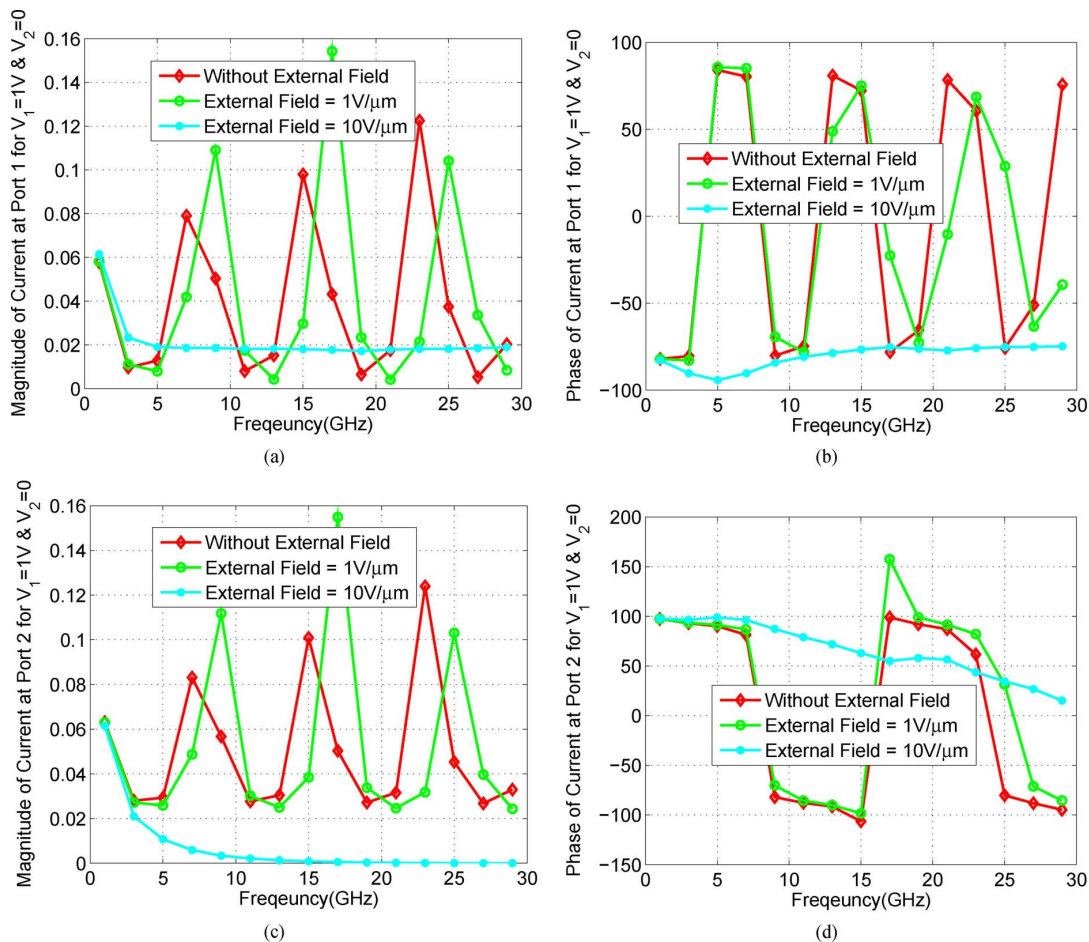 (a)
Magnitude of Current at Port 1 for V₁=1V & V₂=0
0.16
0.14
0.12
0.1
0.08
0.06
0.04
0.02
0
Without External Field
External Field = 1V/μm
External Field = 10V/μm
0 5 10 15 20 25 30
Freqeuncy(GHz)
(a)
(b)
Phase of Current at Port 1 for V₁=1V & V₂=0
100
50
0
−50
−100
Without External Field
External Field = 1V/μm
External Field = 10V/μm
0 5 10 15 20 25 30
Freqeuncy(GHz)
(b)
Magnitude of Current at Port 2 for V₁=1V & V₂=0
0.16
0.14
0.12
0.1
0.08
0.06
0.04
0.02
0
Without External Field
External Field = 1V/μm
External Field = 10V/μm
0 5 10 15 20 25 30
Freqeuncy(GHz)
(c)
Phase of Current at Port 2 for V₁=1V & V₂=0
200
150
100
50
0
−50
−100
−150
Without External Field
External Field = 1V/μm
External Field = 10V/μm
0 5 10 15 20 25 30
Freqeuncy(GHz)
(d)